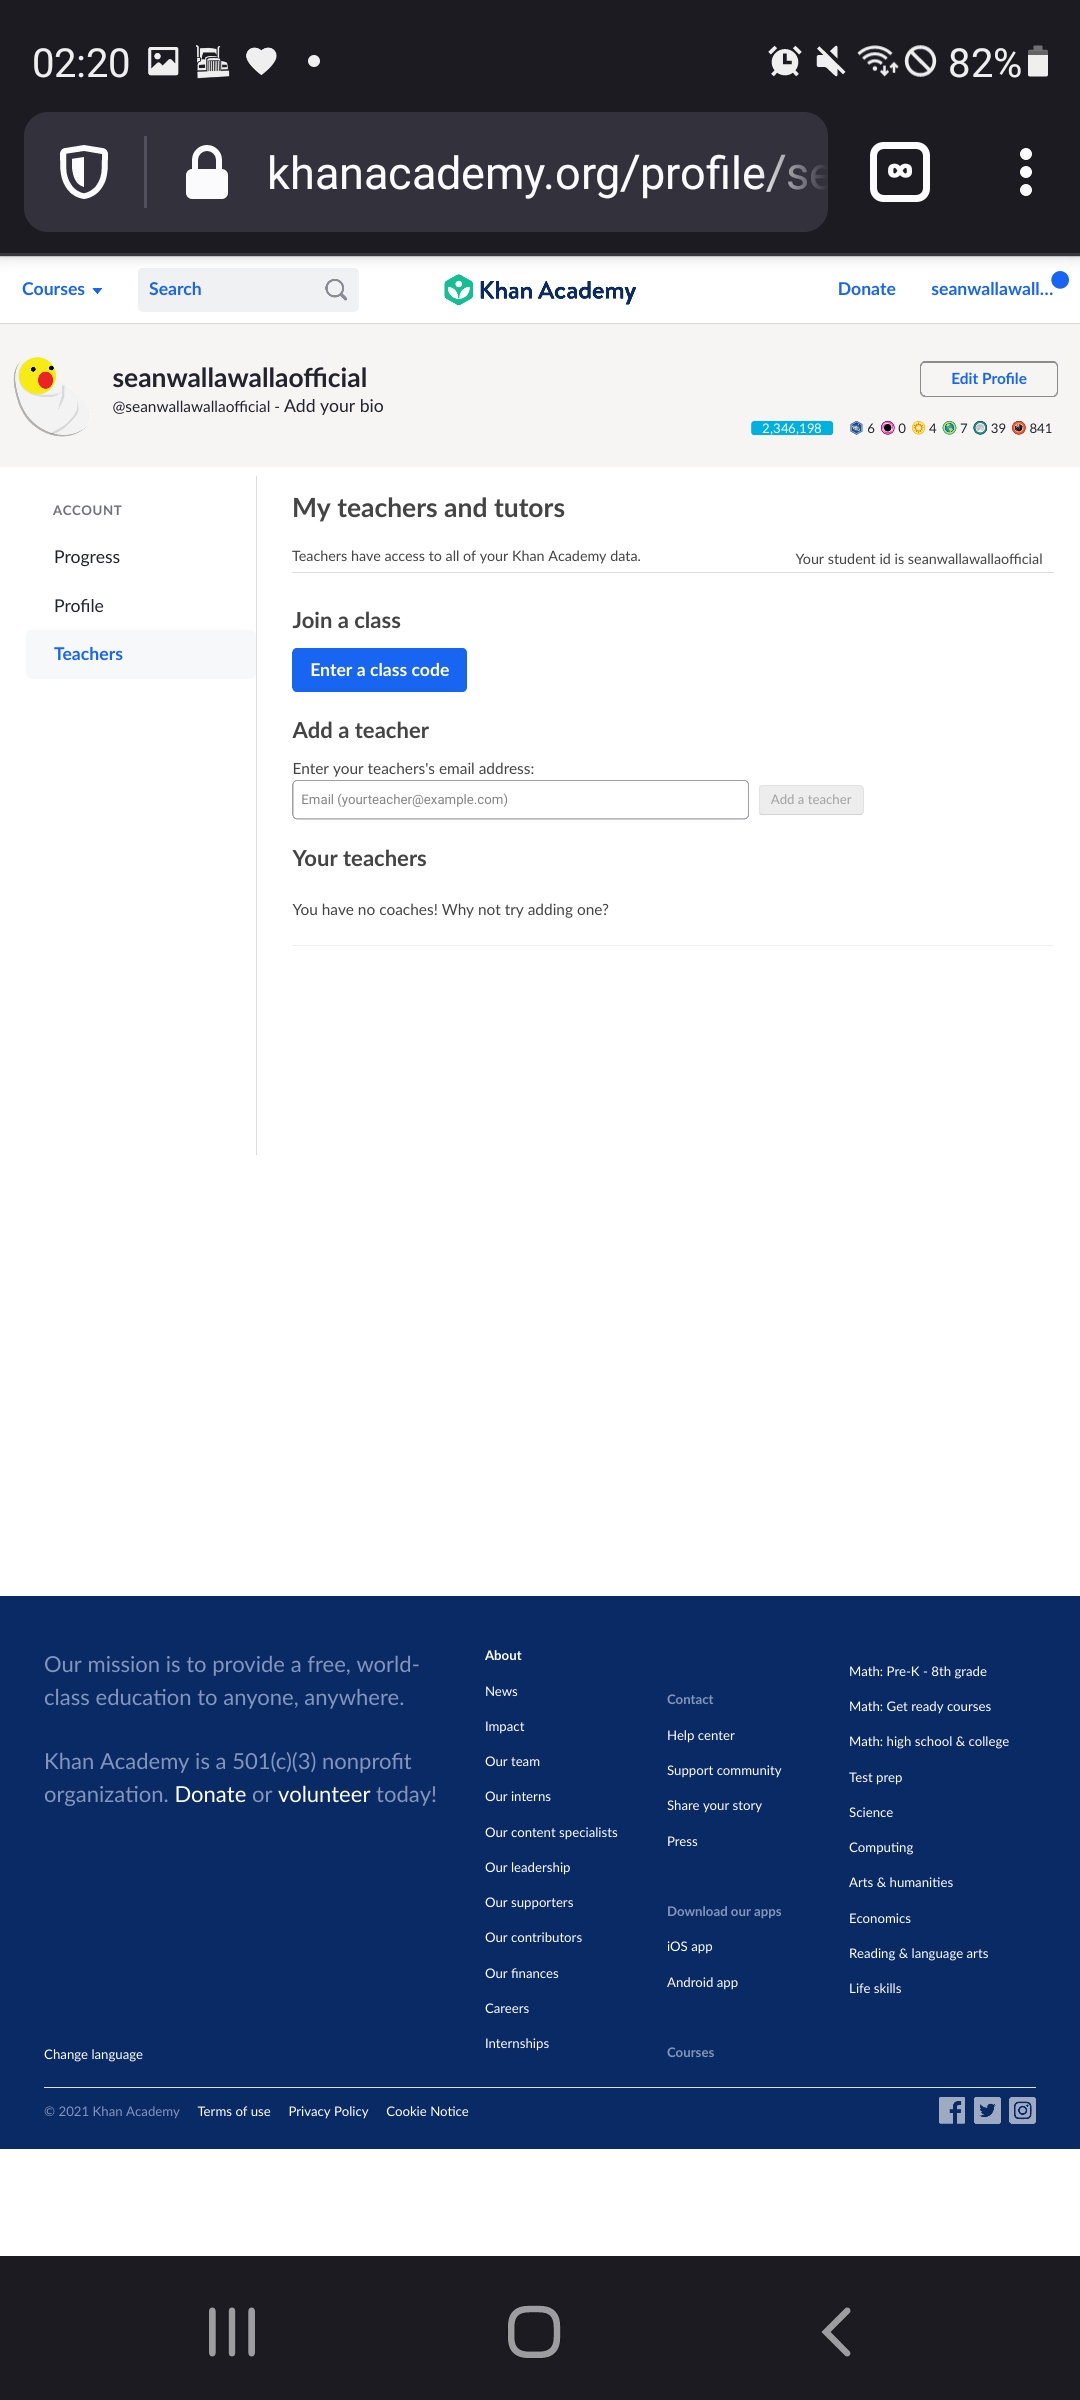 02:20
82%
khanacademy.org/profile/se
Courses
Search
Khan Academy
Donate
seanwallawall...
seanwallawallaofficial
@seanwallawallaofficial - Add your bio
Edit Profile
2,346,198 6 0 4 7 39 841
ACCOUNT
Progress
Profile
Teachers
My teachers and tutors
Teachers have access to all of your Khan Academy data.
Your student id is seanwallawallaofficial
Join a class
Enter a class code
Add a teacher
Enter your teachers's email address:
Email (yourteacher@example.com)
Add a teacher
Your teachers
You have no coaches! Why not try adding one?
Our mission is to provide a free, world-
class education to anyone, anywhere.
Khan Academy is a 501(c)(3) nonprofit
organization. Donate or volunteer today!
Change language
About
News
Impact
Our team
Our interns
Our content specialists
Our leadership
Our supporters
Our contributors
Our finances
Careers
Internships
Contact
Help center
Support community
Share your story
Press
Download our apps
iOS app
Android app
Courses
Math: Pre-K - 8th grade
Math: Get ready courses
Math: high school & college
Test prep
Science
Computing
Arts & humanities
Economics
Reading & language arts
Life skills
© 2021 Khan Academy Terms of use Privacy Policy Cookie Notice